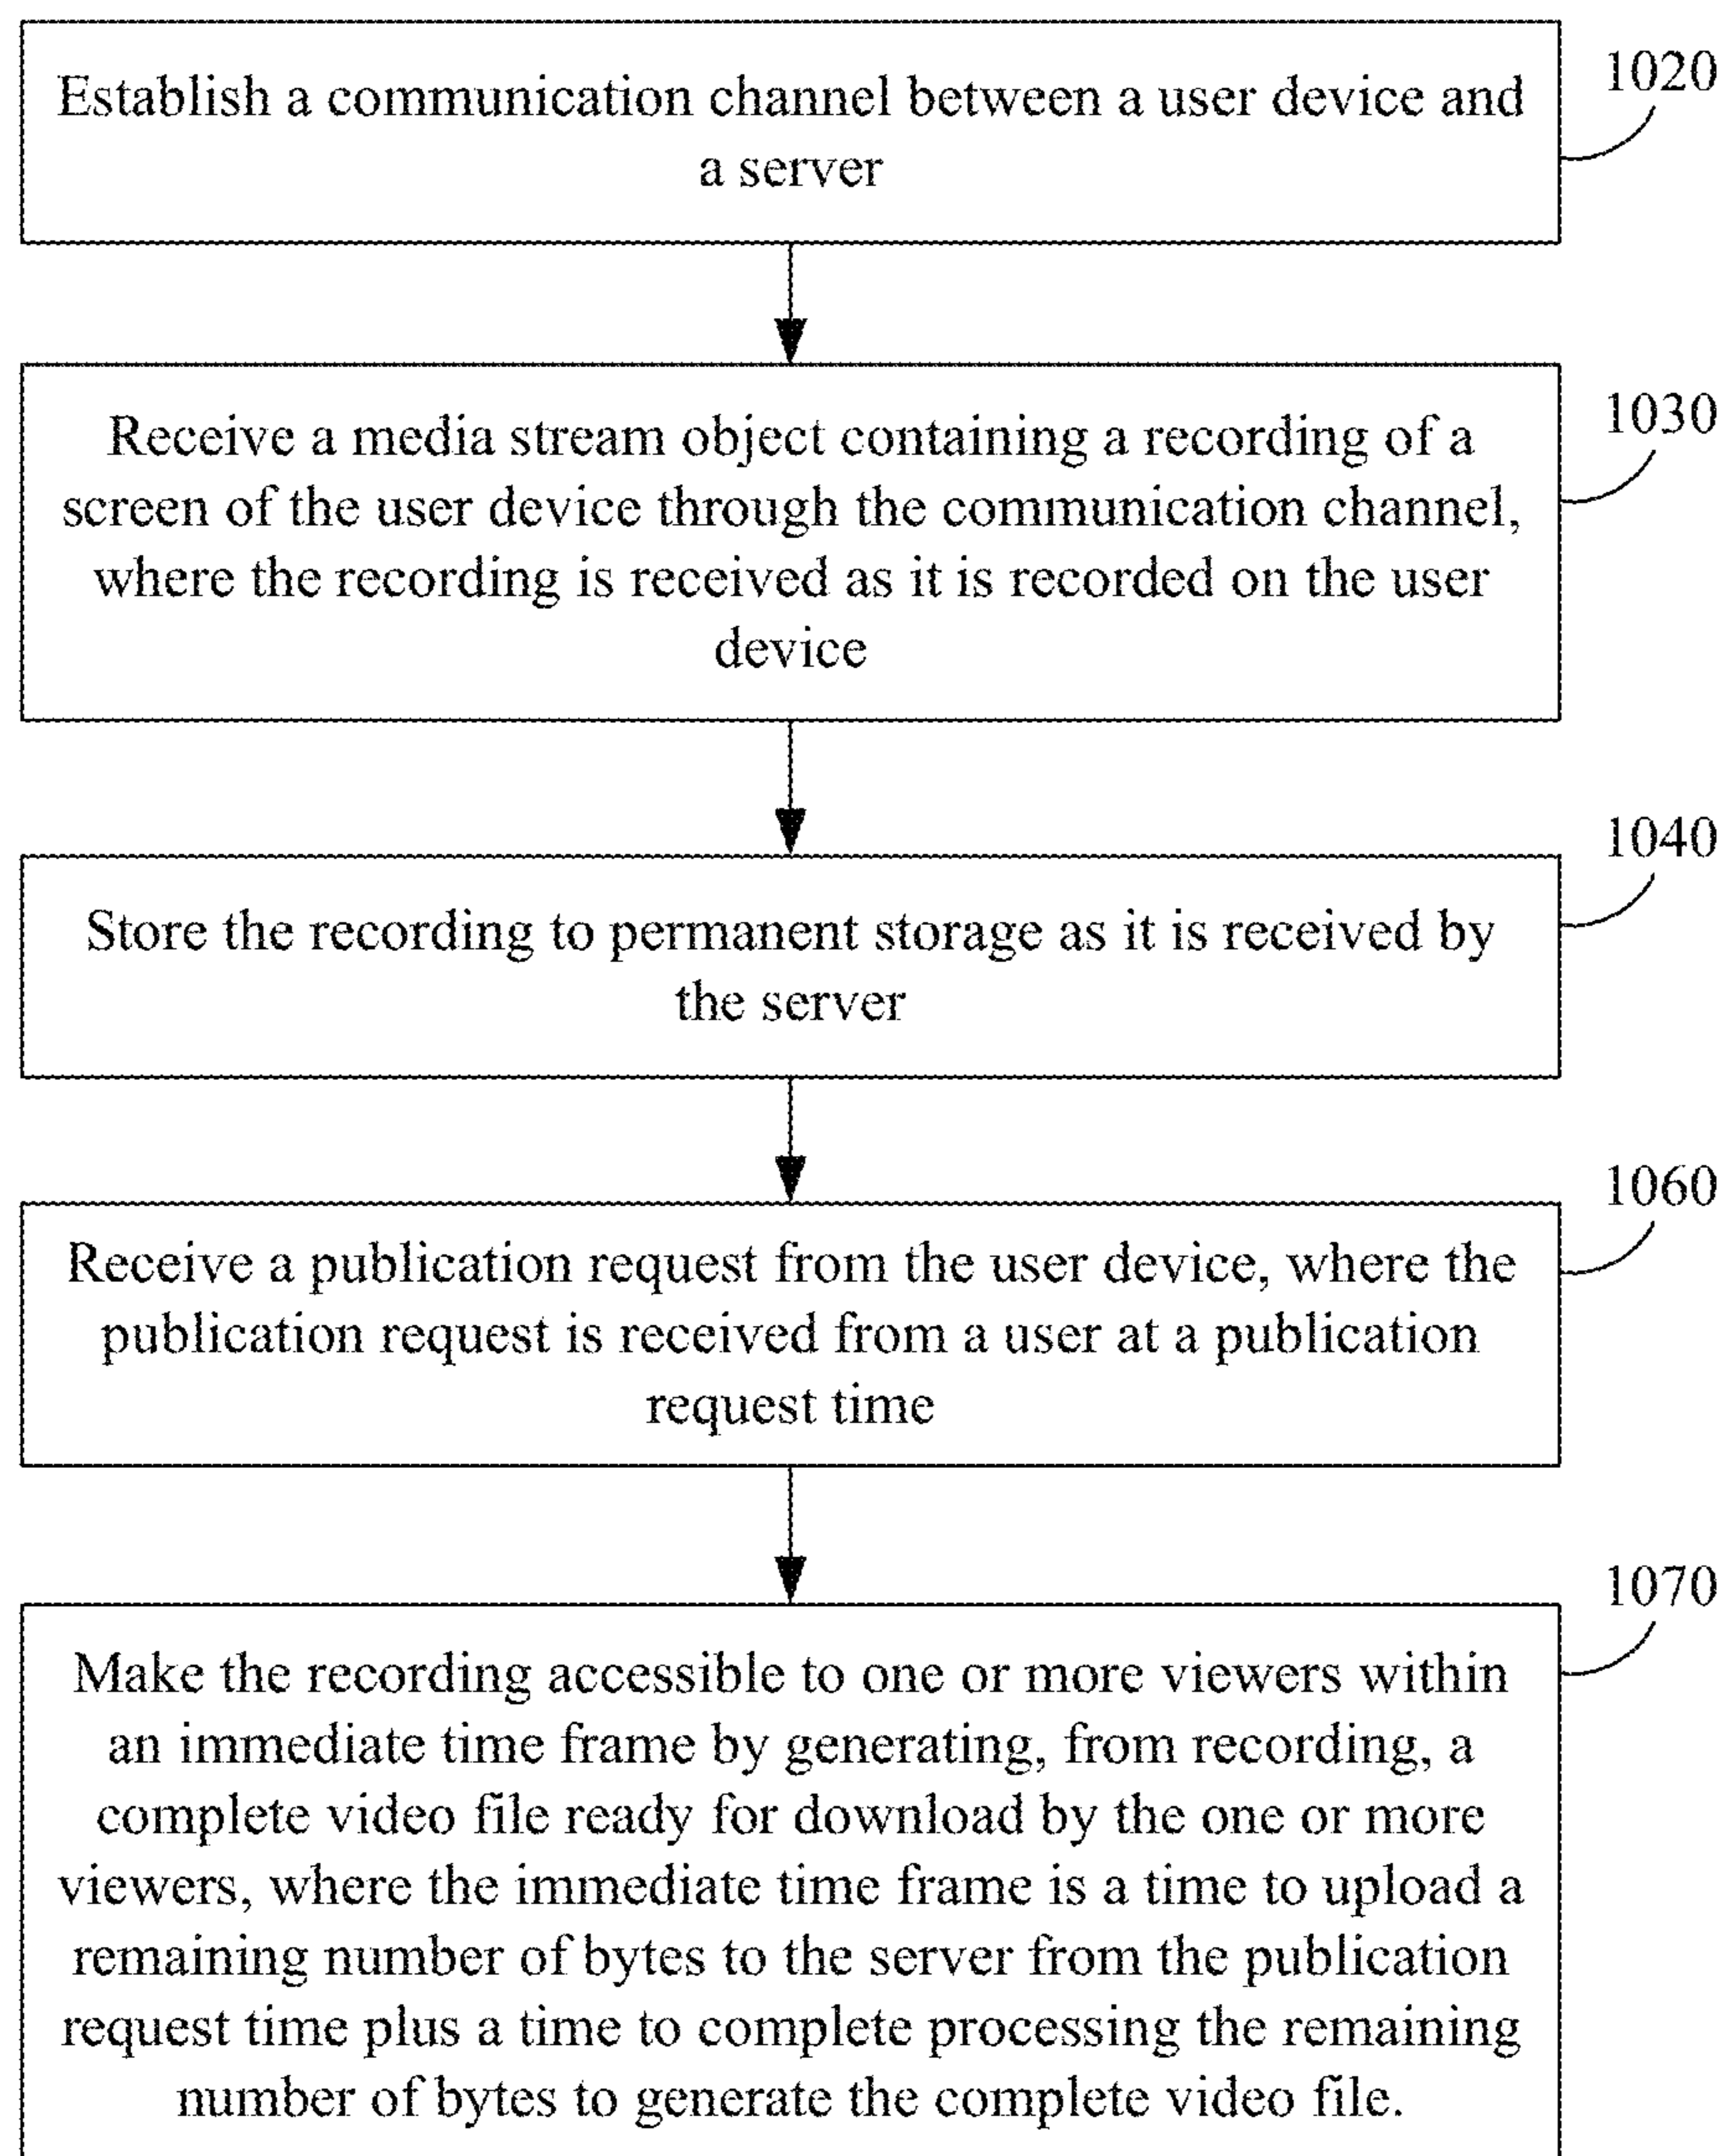 Establish a communication channel between a user device and
a server
1020
Receive a media stream object containing a recording of a
screen of the user device through the communication channel,
where the recording is received as it is recorded on the user
device
1030
Store the recording to permanent storage as it is received by
the server
1040
Receive a publication request from the user device, where the
publication request is received from a user at a publication
request time
1060
Make the recording accessible to one or more viewers within
an immediate time frame by generating, from recording, a
complete video file ready for download by the one or more
viewers, where the immediate time frame is a time to upload a
remaining number of bytes to the server from the publication
request time plus a time to complete processing the remaining
number of bytes to generate the complete video file.
1070